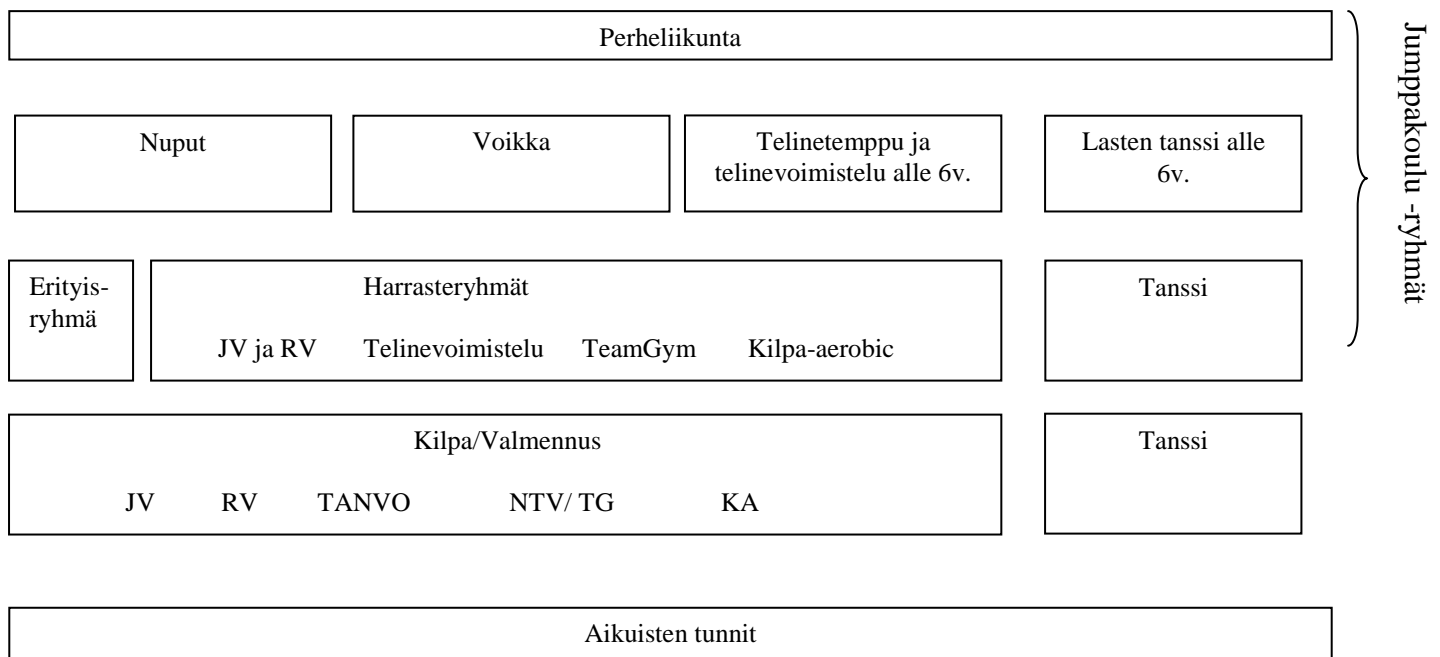 Perheliikunta
Jumppakoulu -ryhmät
Nuput
Voikka
Telinetemppu ja
telinevoimistelu alle 6v.
Lasten tanssi alle
6v.
Erityis-
ryhmä
Harrasteryhmät
JV ja RV Telinevoimistelu TeamGym Kilpa-aerobic
Tanssi
Kilpa/Valmennus
JV RV TANVO NTV/ TG KA
Tanssi
Aikuisten tunnit